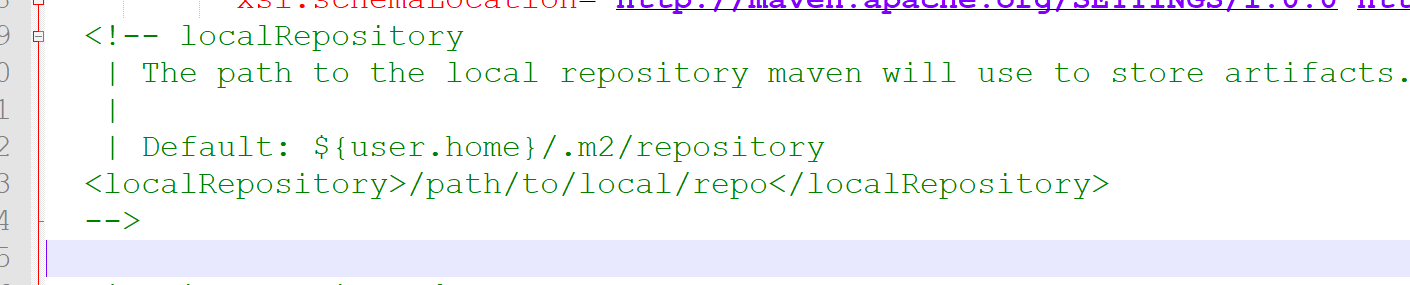 xsi:schemaLocation="http://maven.apache.org/SETTINGS/1.0.0
9 <!-- localRepository
0 | The path to the local repository maven will use to store artifacts.
1 |
2 | Default: ${user.home}/.m2/repository
3 <localRepository>/path/to/local/repo</localRepository>
4 -->
5